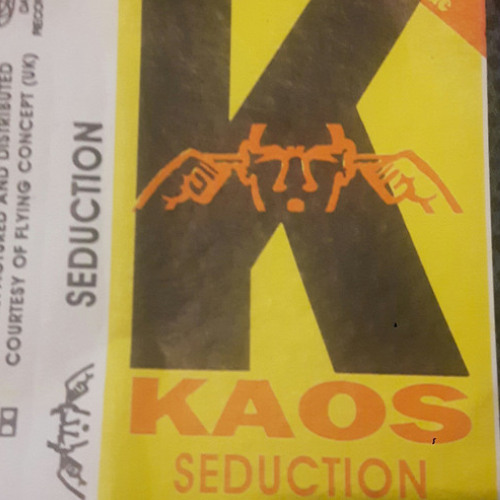 COURTESY OF FLYING CONCEPT (UK)
SEDUCTION
K
KAOS
SEDUCTION